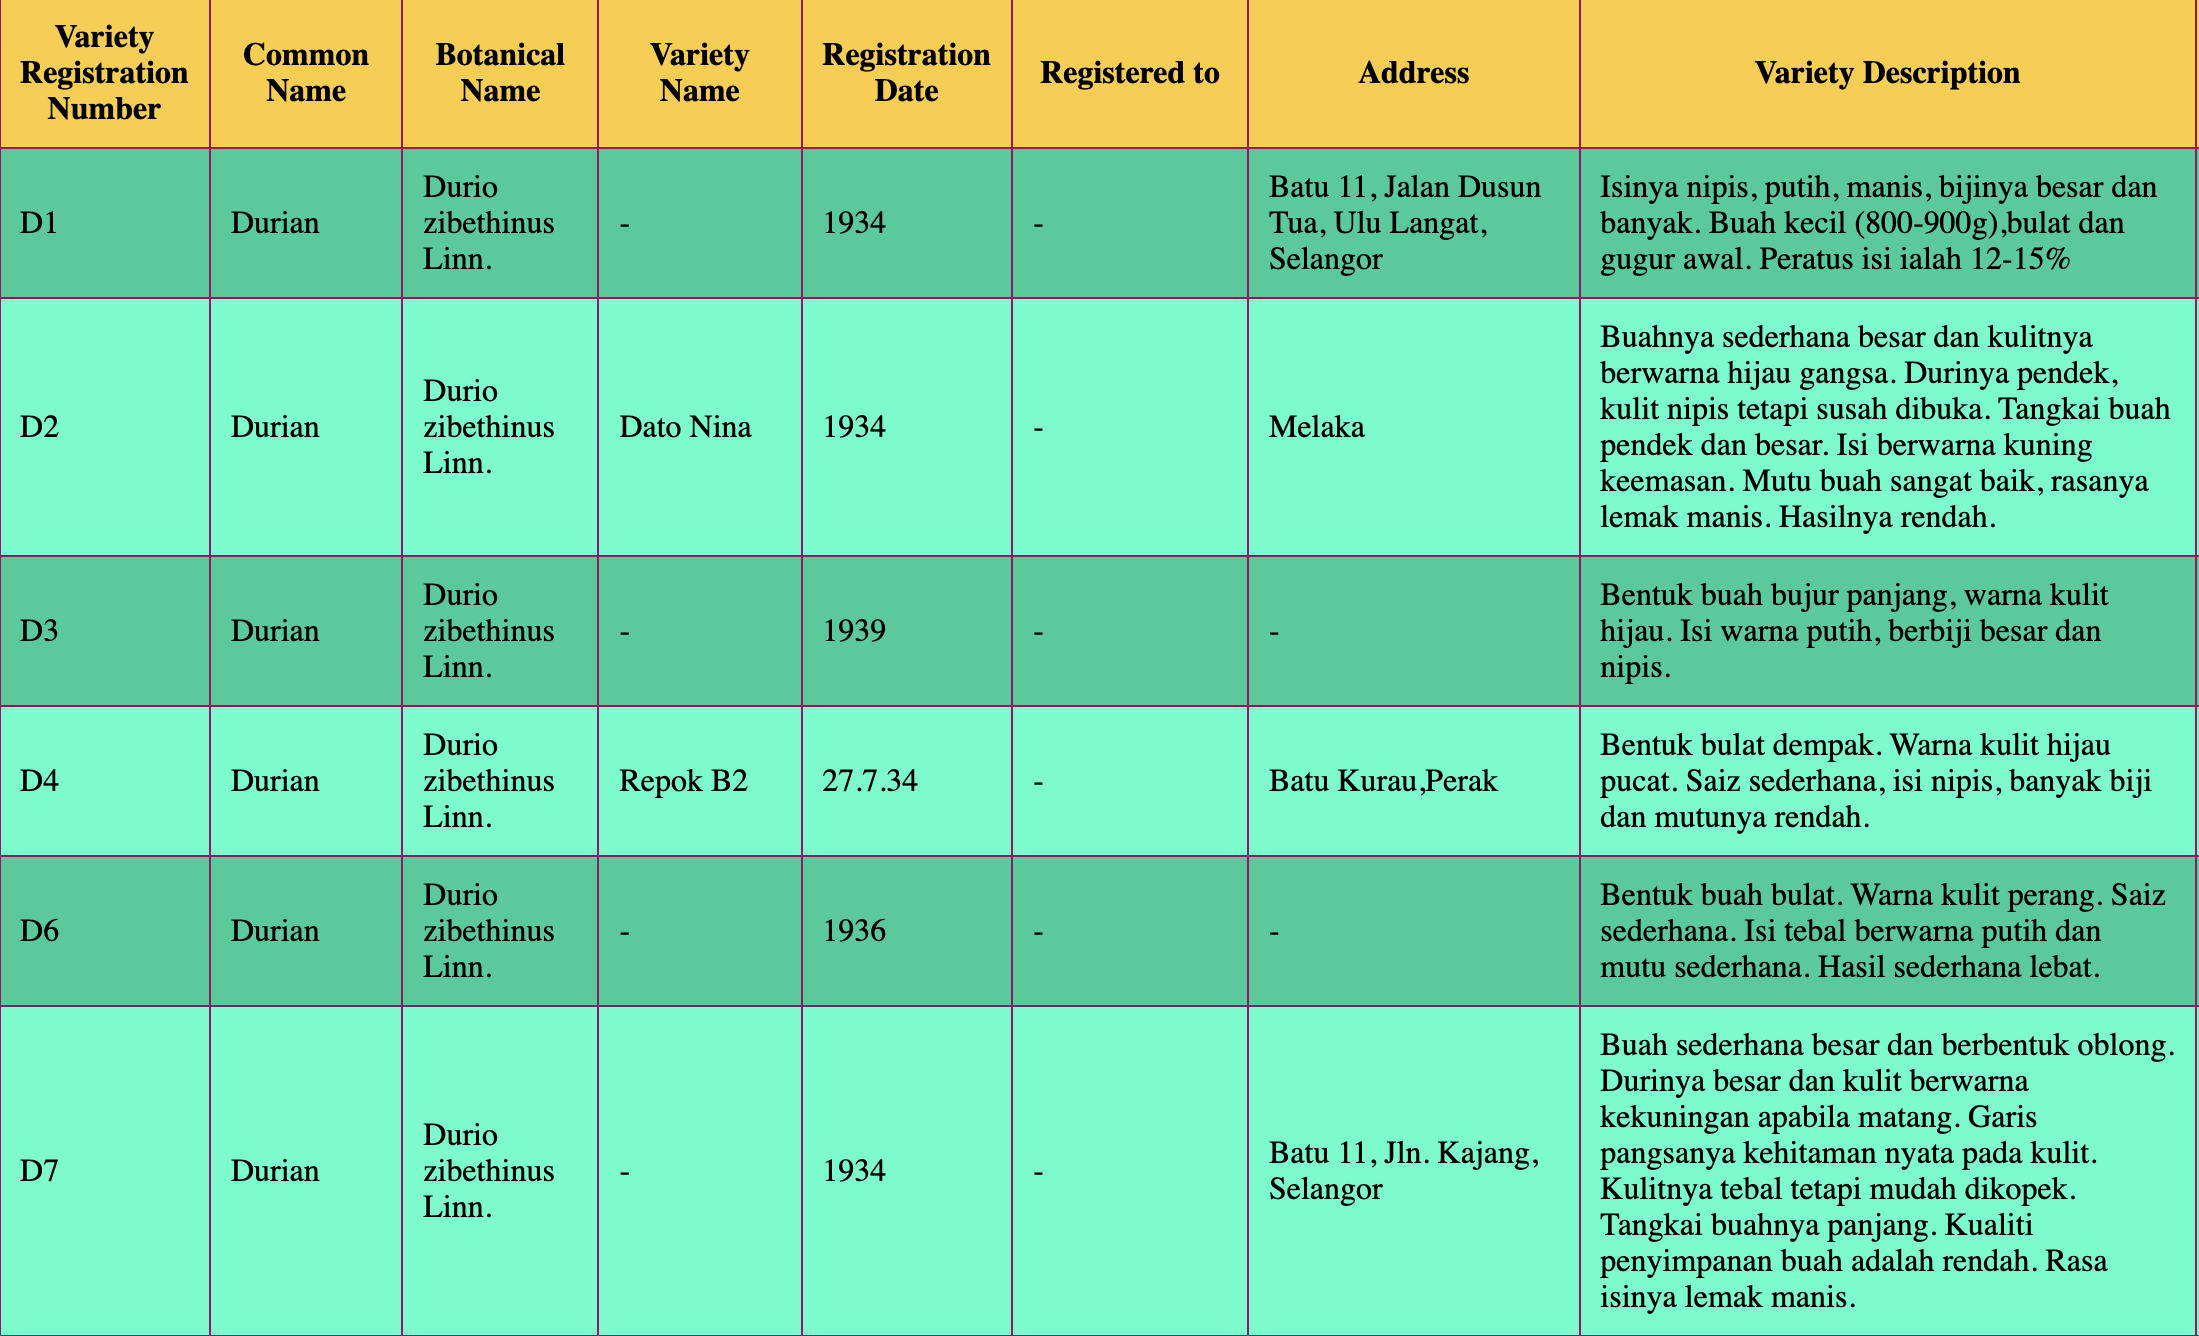 Variety
Registration
Number
Common
Name
Botanical
Name
Variety
Name
Registration
Date
Registered to
Address
Variety Description
D1
Durian
Durio
zibethinus
Linn.
-
1934
-
Batu 11, Jalan Dusun
Tua, Ulu Langat,
Selangor
Isinya nipis, putih, manis, bijinya besar dan
banyak. Buah kecil (800-900g),bulat dan
gugur awal. Peratus isi ialah 12-15%
D2
Durian
Durio
zibethinus
Linn.
Dato Nina
1934
-
Melaka
Buahnya sederhana besar dan kulitnya
berwarna hijau gangsa. Durinya pendek,
kulit nipis tetapi susah dibuka. Tangkai buah
pendek dan besar. Isi berwarna kuning
keemasan. Mutu buah sangat baik, rasanya
lemak manis. Hasilnya rendah.
D3
Durian
Durio
zibethinus
Linn.
-
1939
-
-
Bentuk buah bujur panjang, warna kulit
hijau. Isi warna putih, berbiji besar dan
nipis.
D4
Durian
Durio
zibethinus
Linn.
Repok B2
27.7.34
-
Batu Kurau,Perak
Bentuk bulat dempak. Warna kulit hijau
pucat. Saiz sederhana, isi nipis, banyak biji
dan mutunya rendah.
D6
Durian
Durio
zibethinus
Linn.
-
1936
-
-
Bentuk buah bulat. Warna kulit perang. Saiz
sederhana. Isi tebal berwarna putih dan
mutu sederhana. Hasil sederhana lebat.
D7
Durian
Durio
zibethinus
Linn.
-
1934
-
Batu 11, Jln. Kajang,
Selangor
Buah sederhana besar dan berbentuk oblong.
Durinya besar dan kulit berwarna
kekuningan apabila matang. Garis
pangsanya kehitaman nyata pada kulit.
Kulitnya tebal tetapi mudah dikopek.
Tangkai buahnya panjang. Kualiti
penyimpanan buah adalah rendah. Rasa
isinya lemak manis.